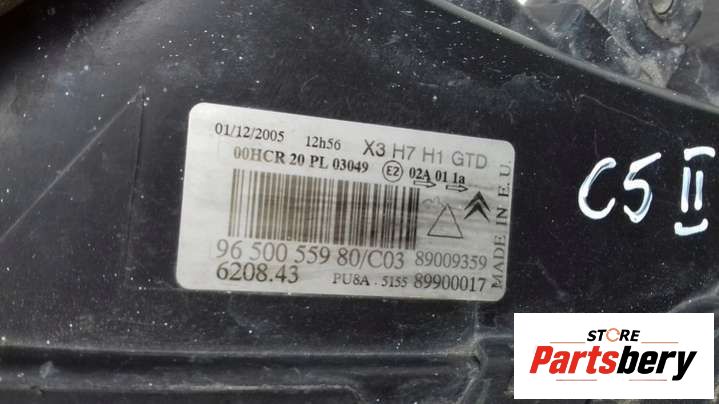 01/12/2005 12h56 X3 H7 H1 GTD
00HCR 20 PL 03049 E2 02A 01 1a
96 500 559 80/C03 89009359
6208.43 PU8A . 5155 89900017
MADE IN E.U.
C5 II
STORE
Partsbery